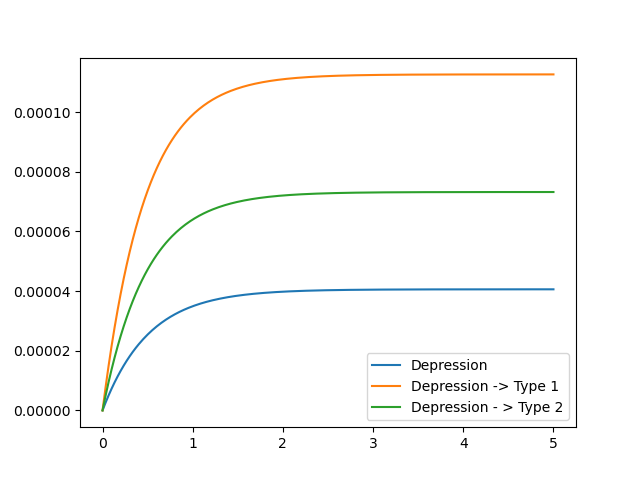 0.00010
0.00008
0.00006
0.00004
0.00002
0.00000
0 1 2 3 4 5
Depression
Depression -> Type 1
Depression - > Type 2